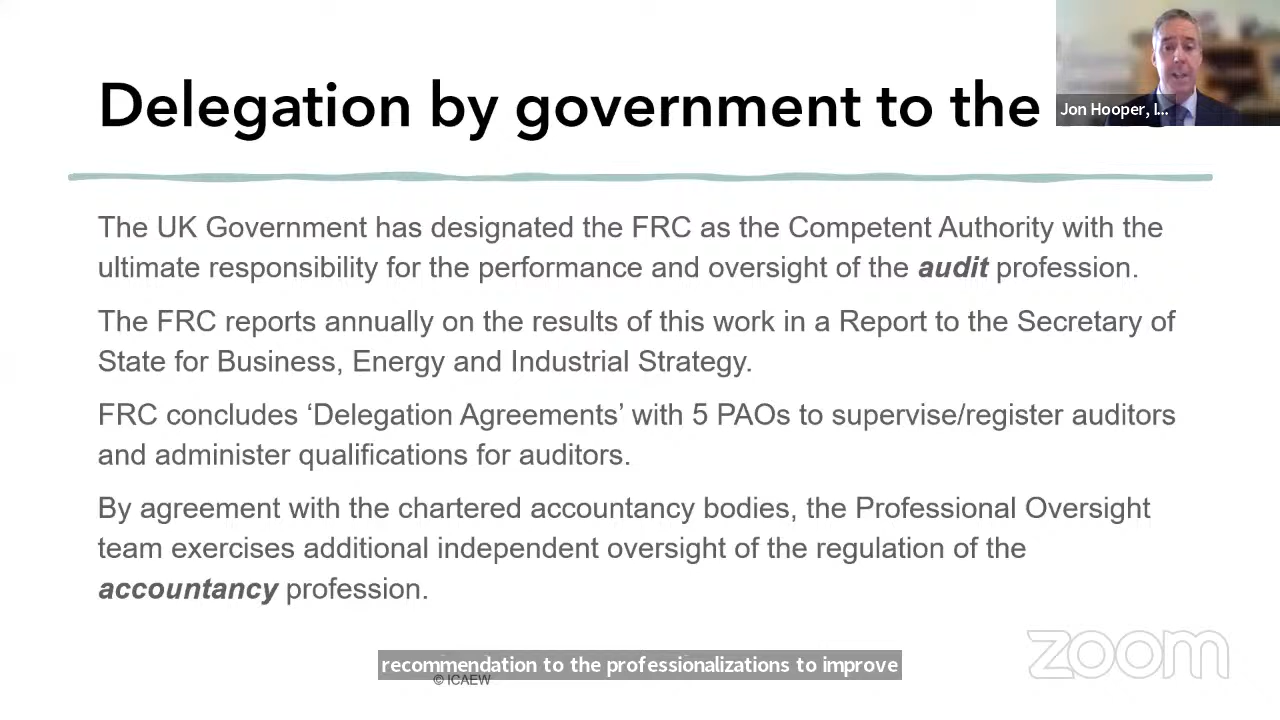 Delegation by government to the
Jon Hooper, I...
The UK Government has designated the FRC as the Competent Authority with the
ultimate responsibility for the performance and oversight of the audit profession.
The FRC reports annually on the results of this work in a Report to the Secretary of
State for Business, Energy and Industrial Strategy.
FRC concludes ‘Delegation Agreements’ with 5 PAOs to supervise/register auditors
and administer qualifications for auditors.
By agreement with the chartered accountancy bodies, the Professional Oversight
team exercises additional independent oversight of the regulation of the
accountancy profession.
recommendation to the professionalizations to improve
© ICAEW
zoom